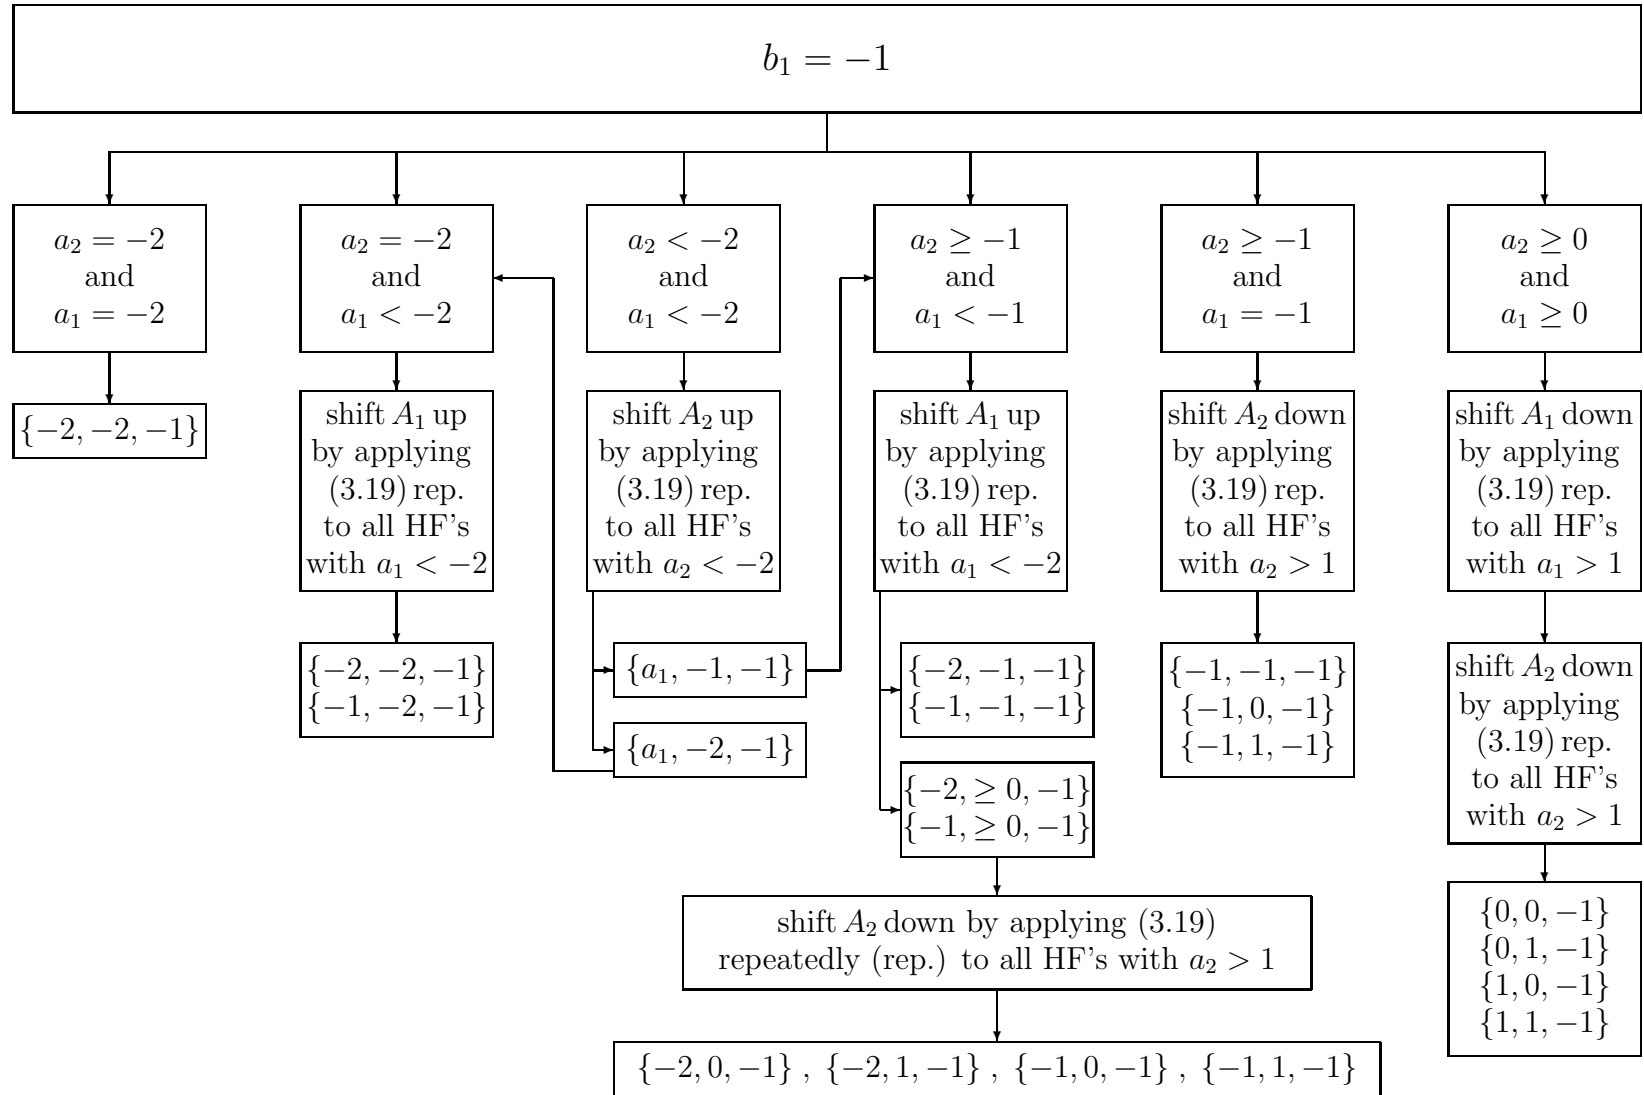 b₁ = −1
a₂ = −2
and
a₁ = −2
{−2, −2, −1}
a₂ = −2
and
a₁ < −2
shift A₁ up
by applying
(3.19) rep.
to all HF's
with a₁ < −2
{−2, −2, −1}
{−1, −2, −1}
a₂ < −2
and
a₁ < −2
shift A₂ up
by applying
(3.19) rep.
to all HF's
with a₂ < −2
{a₁, −1, −1}
{a₁, −2, −1}
a₂ ≥ −1
and
a₁ < −1
shift A₁ up
by applying
(3.19) rep.
to all HF's
with a₁ < −2
{−2, −1, −1}
{−1, −1, −1}
{−2, ≥ 0, −1}
{−1, ≥ 0, −1}
shift A₂ down by applying (3.19)
repeatedly (rep.) to all HF's with a₂ > 1
{−2, 0, −1} , {−2, 1, −1} , {−1, 0, −1} , {−1, 1, −1}
a₂ ≥ −1
and
a₁ = −1
shift A₂ down
by applying
(3.19) rep.
to all HF's
with a₂ > 1
{−1, −1, −1}
{−1, 0, −1}
{−1, 1, −1}
a₂ ≥ 0
and
a₁ ≥ 0
shift A₁ down
by applying
(3.19) rep.
to all HF's
with a₁ > 1
shift A₂ down
by applying
(3.19) rep.
to all HF's
with a₂ > 1
{0, 0, −1}
{0, 1, −1}
{1, 0, −1}
{1, 1, −1}